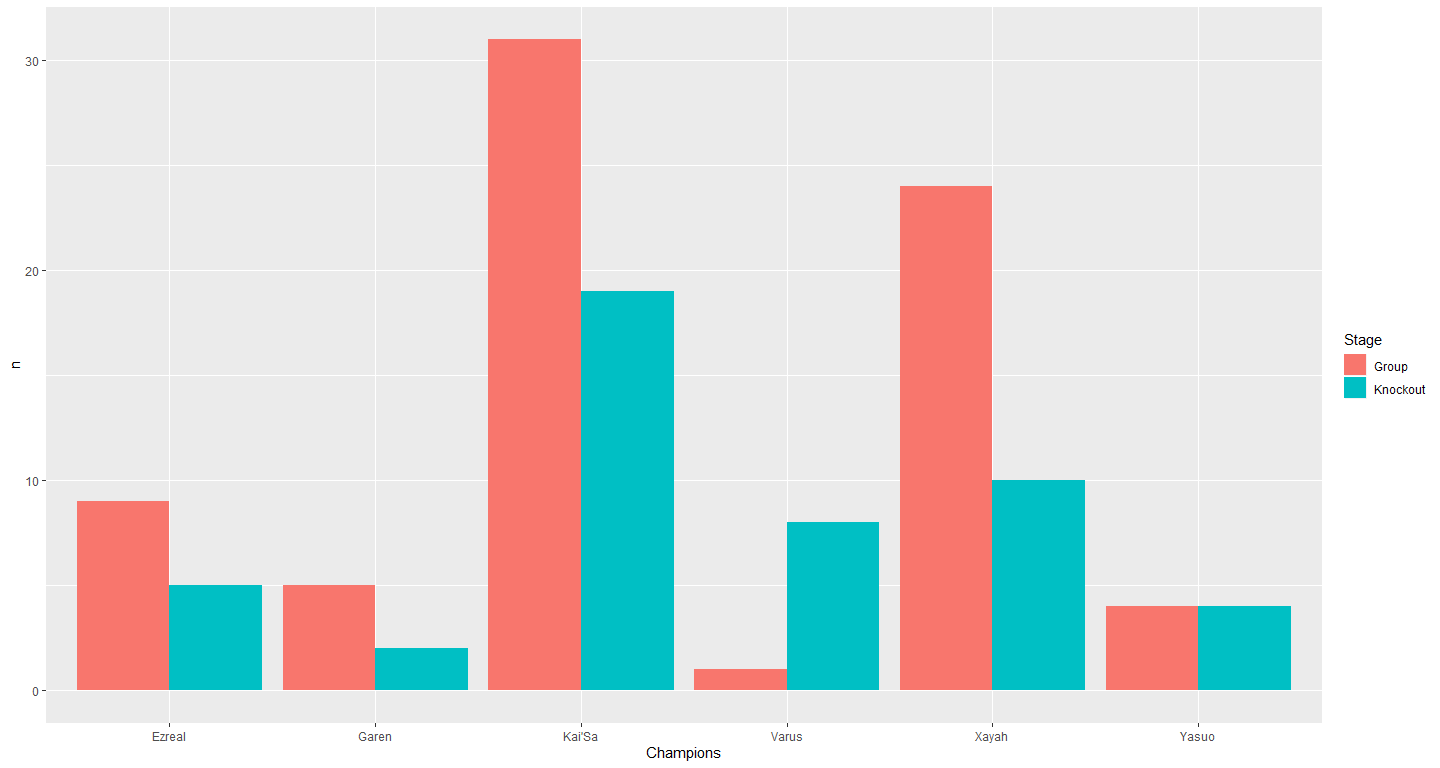 30
20
10
0
n
Ezreal Garen Kai'Sa Varus Xayah Yasuo
Champions
Stage
Group
Knockout